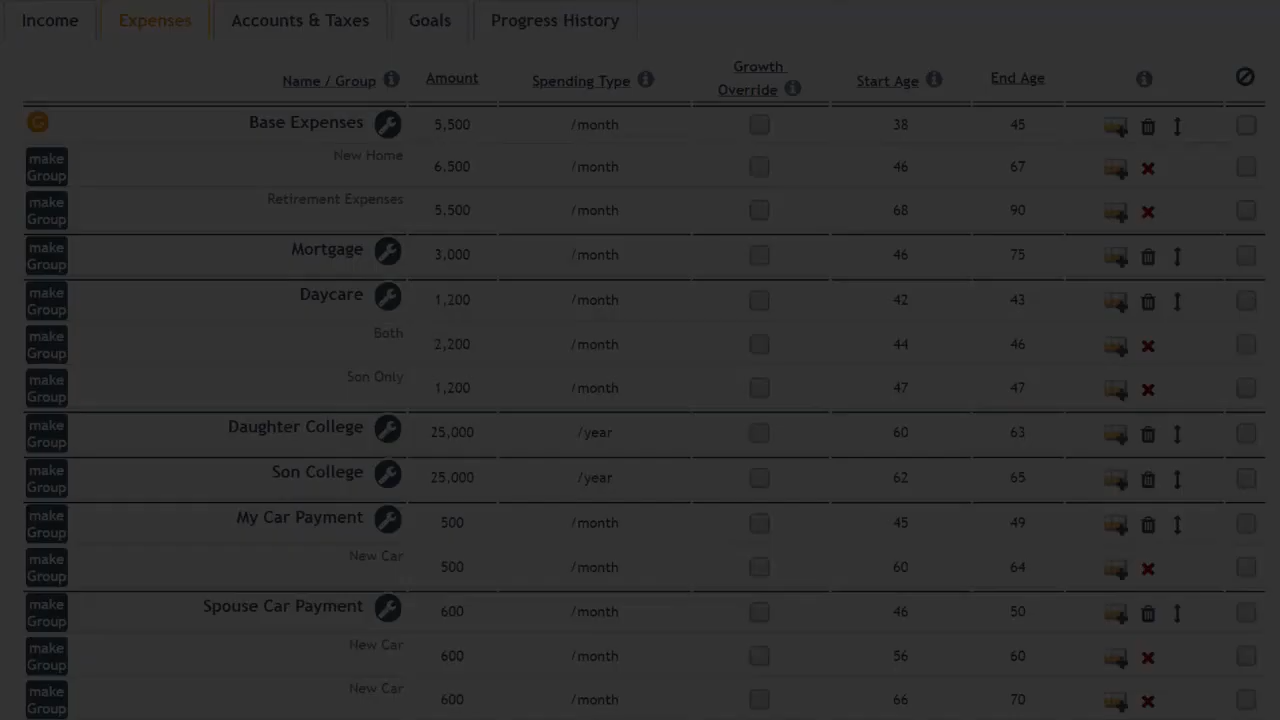 Income Expenses Accounts & Taxes Goals Progress History
Name / Group Amount Spending Type Growth Override Start Age End Age
G Base Expenses 5,500 /month 38 45
make Group New Home 6,500 /month 46 67
make Group Retirement Expenses 5,500 /month 68 90
make Group Mortgage 3,000 /month 46 75
make Group Daycare 1,200 /month 42 43
make Group Both 2,200 /month 44 46
make Group Son Only 1,200 /month 47 47
make Group Daughter College 25,000 /year 60 63
make Group Son College 25,000 /year 62 65
make Group My Car Payment 500 /month 45 49
make Group New Car 500 /month 60 64
make Group Spouse Car Payment 600 /month 46 50
make Group New Car 600 /month 56 60
make Group New Car 600 /month 66 70